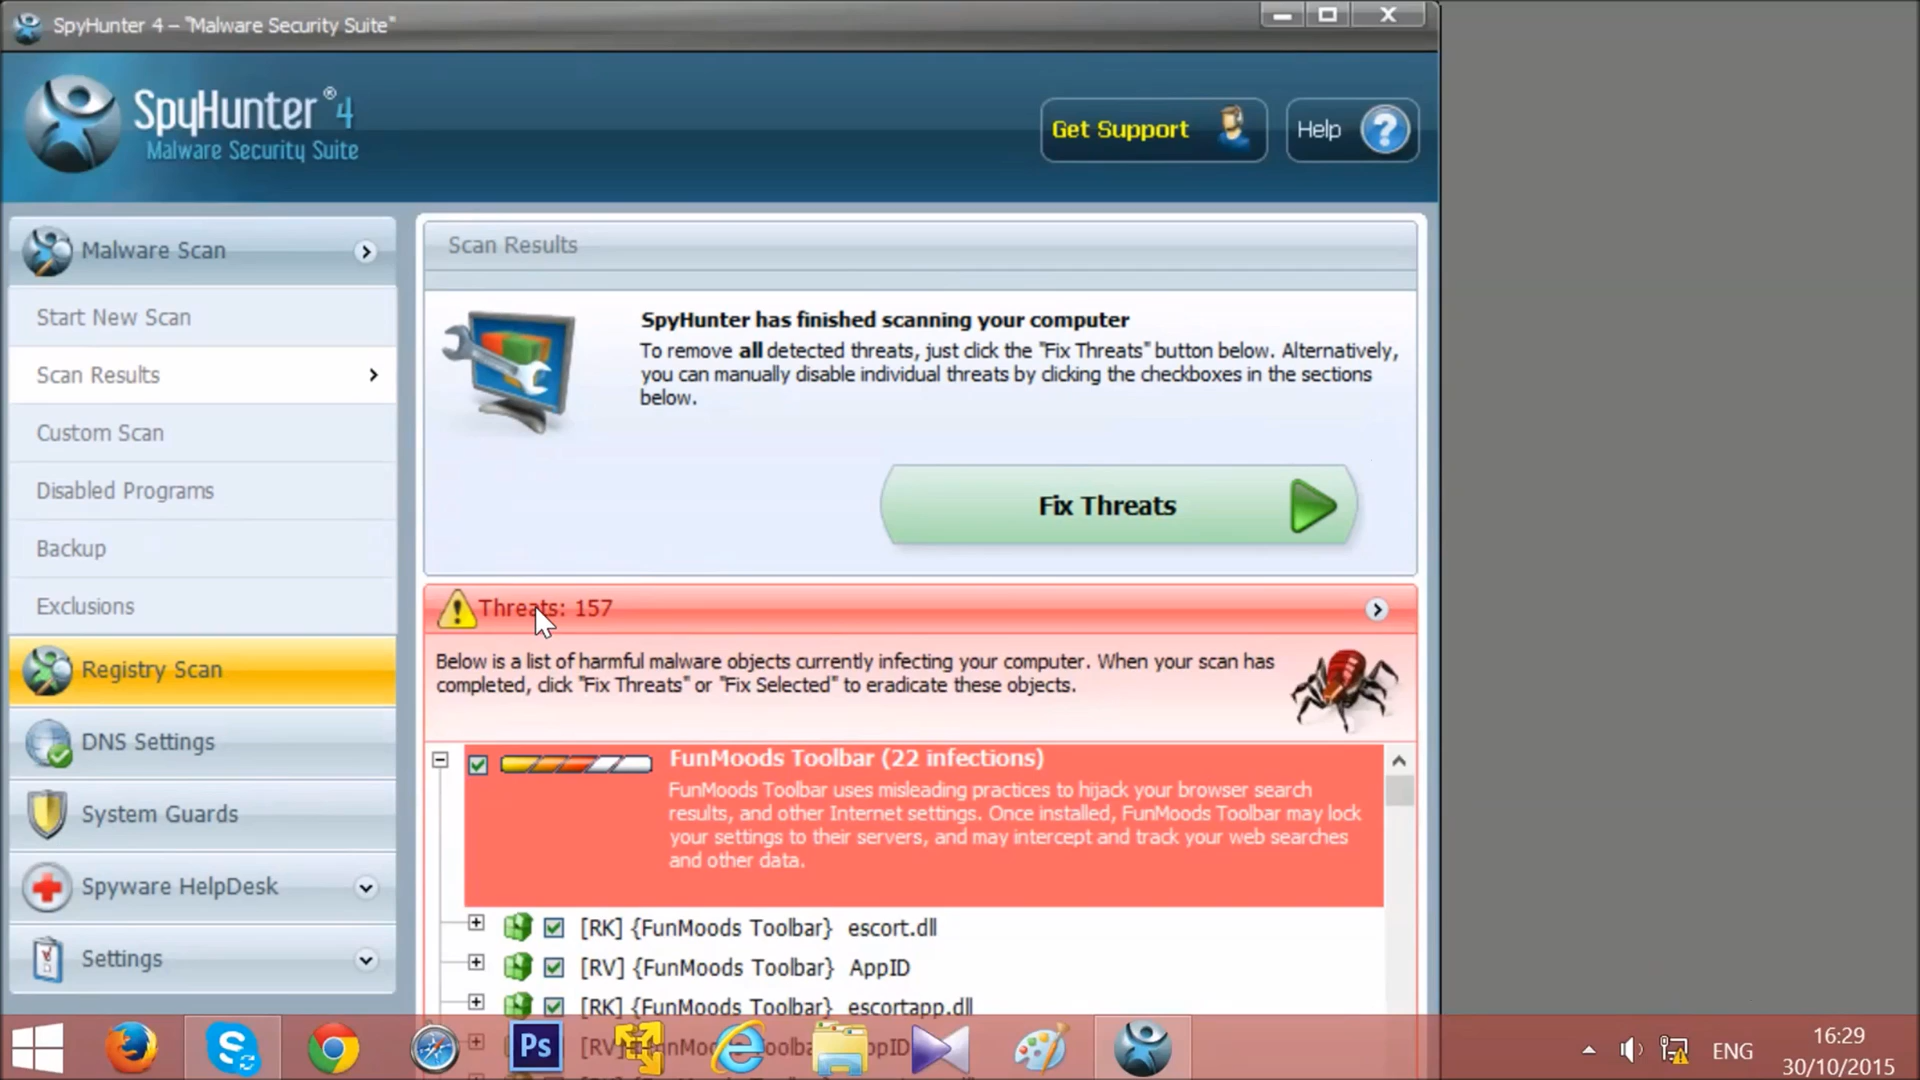 SpyHunter 4 – "Malware Security Suite"
SpyHunter® 4
Malware Security Suite
Get Support
Help
Malware Scan
Start New Scan
Scan Results
Custom Scan
Disabled Programs
Backup
Exclusions
Registry Scan
DNS Settings
System Guards
Spyware HelpDesk
Settings
Scan Results
SpyHunter has finished scanning your computer
To remove all detected threats, just click the "Fix Threats" button below. Alternatively,
you can manually disable individual threats by clicking the checkboxes in the sections
below.
Fix Threats
Threats: 157
Below is a list of harmful malware objects currently infecting your computer. When your scan has
completed, click "Fix Threats" or "Fix Selected" to eradicate these objects.
FunMoods Toolbar (22 infections)
FunMoods Toolbar uses misleading practices to hijack your browser search
results, and other Internet settings. Once installed, FunMoods Toolbar may lock
your settings to their servers, and may intercept and track your web searches
and other data.
[RK] {FunMoods Toolbar} escort.dll
[RV] {FunMoods Toolbar} AppID
[RK] {FunMoods Toolbar} escortapp.dll
Ps
ENG
16:29
30/10/2015